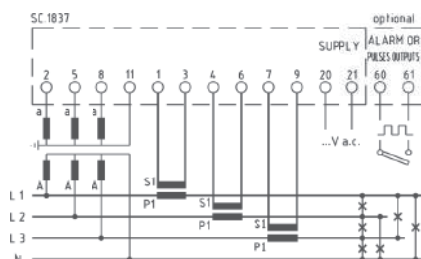 SC.1837
optional
SUPPLY
ALARM OR
PULSES OUTPUTS
2 5 8 11 1 3 4 6 7 9 20 21 60 61
a a a
...V a.c.
A A A
S1
L 1
P1
S1
L 2
P1
S1
L 3
P1
N